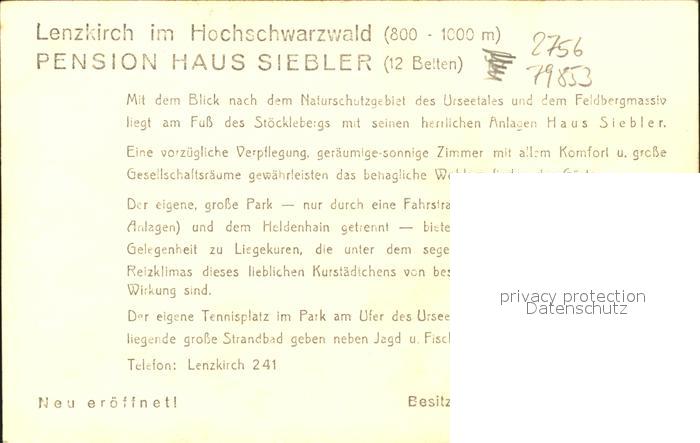 Lenzkirch im Hochschwarzwald (800 - 1000 m)
2756
PENSION HAUS SIEBLER (12 Betten)
79853
Mit dem Blick nach dem Naturschutzgebiet des Urseetales und dem Feldbergmassiv
liegt am Fuß des Stöcklebergs mit seinen herrlichen Anlagen Haus Siebler.
Eine vorzügliche Verpflegung, geräumige-sonnige Zimmer mit allem Komfort u. große
Gesellschaftsräume gewährleisten das behagliche
Der eigene, große Park — nur durch eine
Anlagen) und dem Heldenhain getrennt —
Gelegenheit zu Liegekuren, die unter dem
Reizklimas dieses lieblichen Kurstädtchens von
Wirkung sind.
Der eigene Tennisplatz im Park am Ufer des
liegende große Strandbad geben neben Jagd u.
Telefon: Lenzkirch 241
Neu eröffnet!
privacy protection
Datenschutz